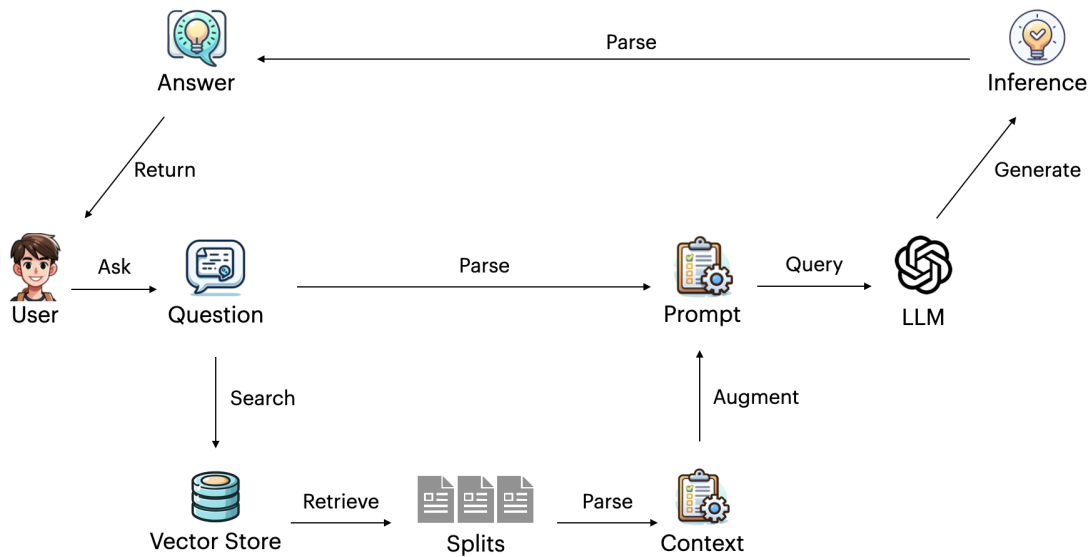 Parse
Answer
Inference
Return
Generate
Ask
Parse
Query
User
Question
Prompt
LLM
Search
Augment
Retrieve
Parse
Vector Store
Splits
Context